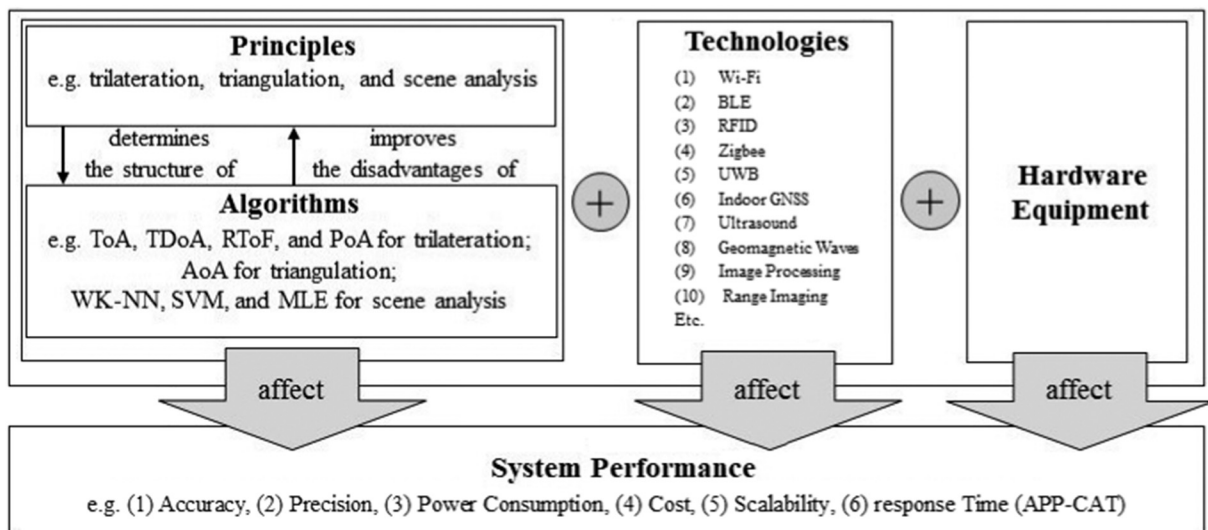 Principles
e.g. trilateration, triangulation, and scene analysis
determines
the structure of
improves
the disadvantages of
Algorithms
e.g. ToA, TDoA, RToF, and PoA for trilateration;
AoA for triangulation;
WK-NN, SVM, and MLE for scene analysis
+
Technologies
(1) Wi-Fi
(2) BLE
(3) RFID
(4) Zigbee
(5) UWB
(6) Indoor GNSS
(7) Ultrasound
(8) Geomagnetic Waves
(9) Image Processing
(10) Range Imaging
Etc.
+
Hardware
Equipment
affect
affect
affect
System Performance
e.g. (1) Accuracy, (2) Precision, (3) Power Consumption, (4) Cost, (5) Scalability, (6) response Time (APP-CAT)